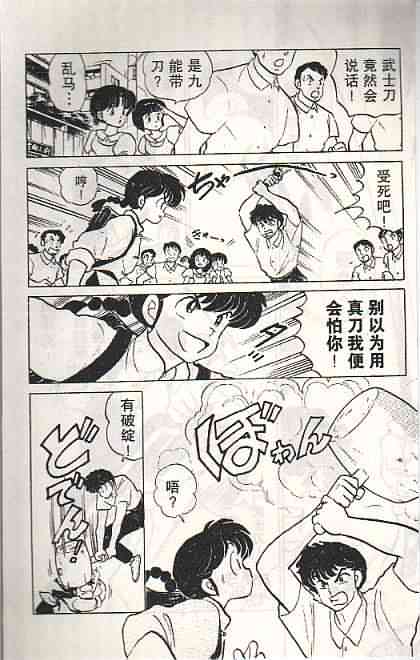 武士刀
竟然会
说话！
是九
能带
刀？
乱马…
受死吧！
ちゃ
哼！
别以为用
真刀我便
会怕你！
ぼわん
唔？
有破绽！
どででん！